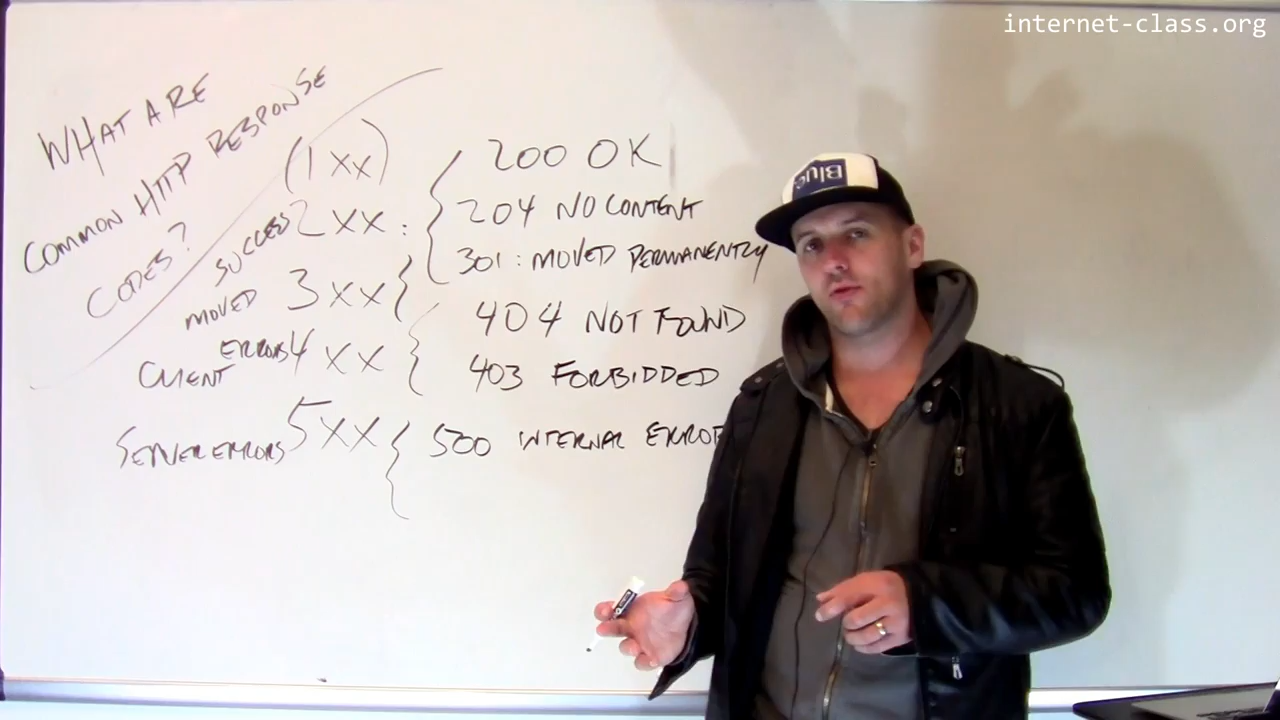 internet-class.org
WHAT ARE
COMMON HTTP RESPONSE
CODES?
(1XX)
SUCCESS 2XX :
200 OK
204 NO CONTENT
MOVED 3XX
301 : MOVED PERMANENTLY
CLIENT ERRORS 4XX
404 NOT FOUND
403 FORBIDDED
SERVER ERRORS 5XX
500 INTERNAL ERROR
Blue